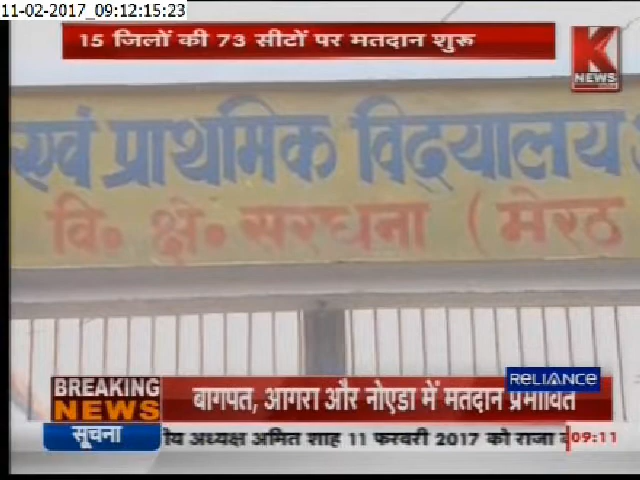 11-02-2017_09:12:15:23
15 जिलों की 73 सीटों पर मतदान शुरू
K NEWS
एवं प्राथमिक विद्यालय
वि. क्षे. सरधना (मेरठ
RELIANCE
BREAKING NEWS
बागपत, आगरा और नोएडा में मतदान प्रभावित
सूचना
ीय अध्यक्ष अमित शाह 11 फरवरी 2017 को राजा
09:11